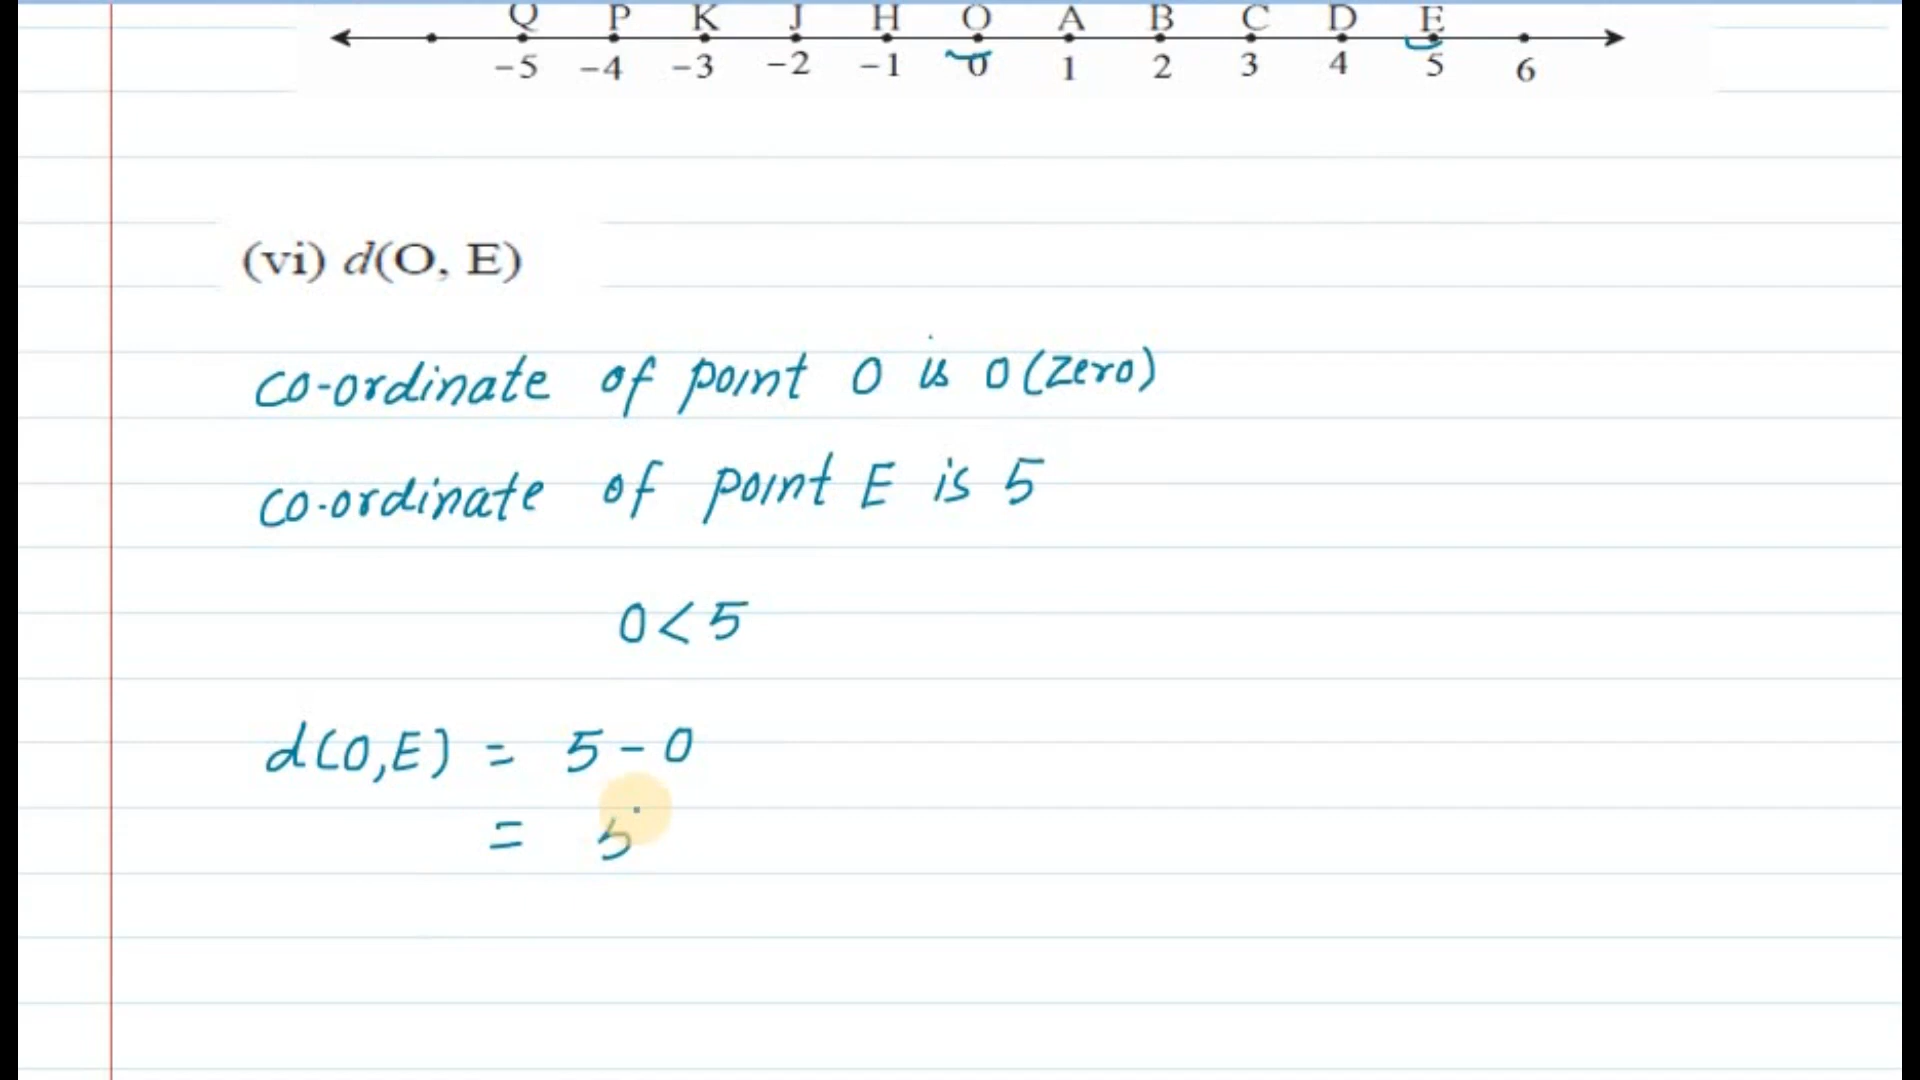 Q P K J H O A B C D E
-5 -4 -3 -2 -1 0 1 2 3 4 5 6
(vi) d(O, E)
co-ordinate of point O is 0 (zero)
co-ordinate of point E is 5
0 < 5
d(O,E) = 5 - 0
= 5